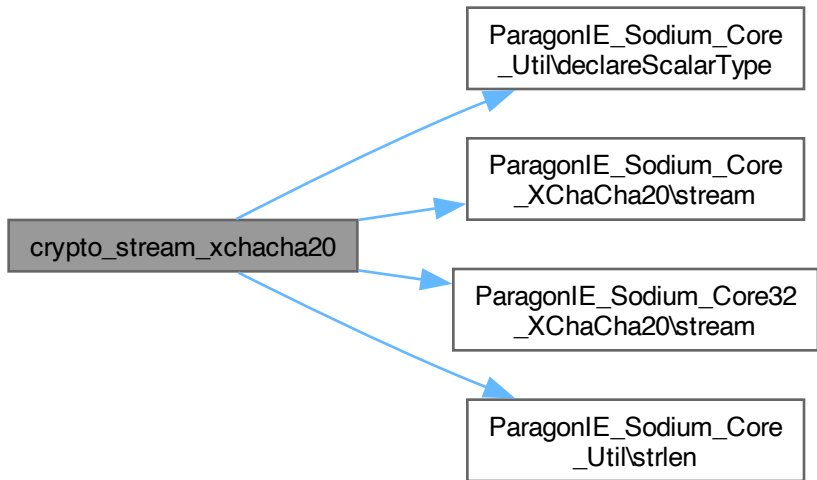 ParagonIE_Sodium_Core
_Util\declareScalarType
ParagonIE_Sodium_Core
_XChaCha20\stream
crypto_stream_xchacha20
ParagonIE_Sodium_Core32
_XChaCha20\stream
ParagonIE_Sodium_Core
_Util\strlen